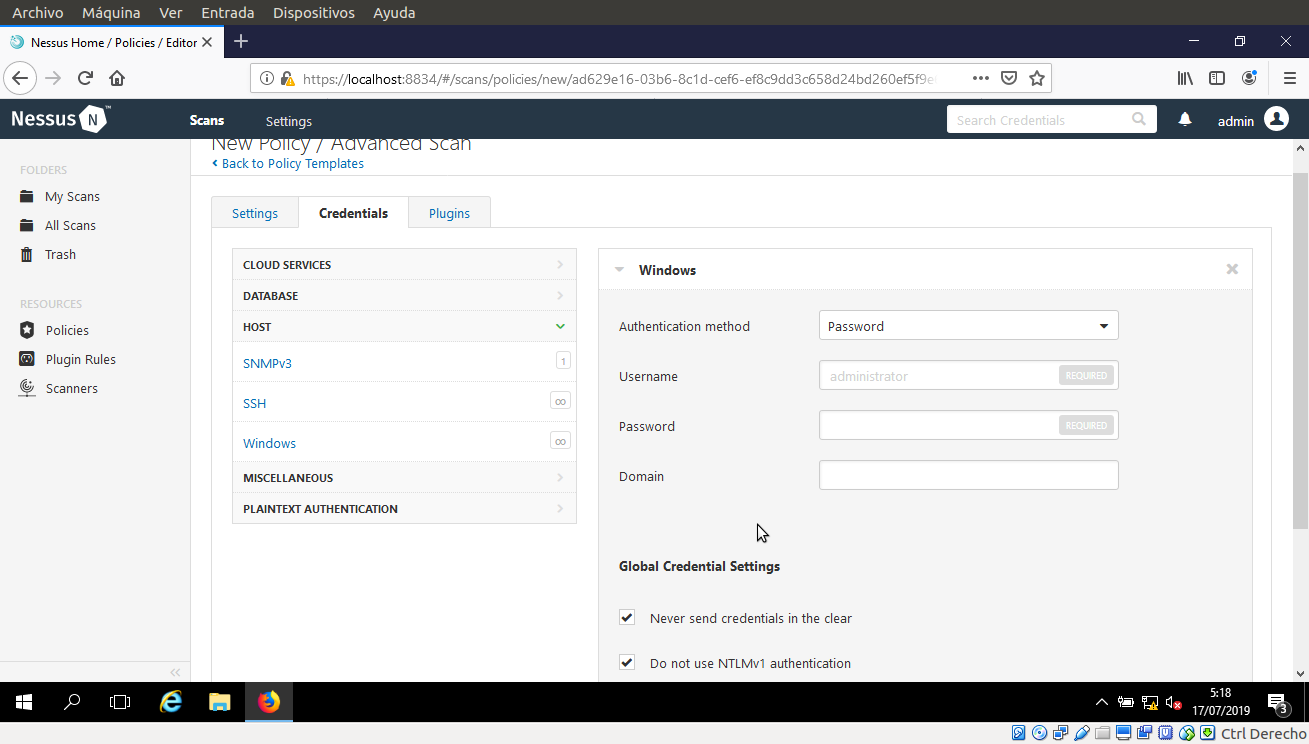 Archivo Máquina Ver Entrada Dispositivos Ayuda
Nessus Home / Policies / Editor
https://localhost:8834/#/scans/policies/new/ad629e16-03b6-8c1d-cef6-ef8c9dd3c658d24bd260ef5f9e
Nessus N ™ Scans Settings Search Credentials admin
New Policy / Advanced Scan
Back to Policy Templates
FOLDERS
My Scans
All Scans
Trash
RESOURCES
Policies
Plugin Rules
Scanners
Settings Credentials Plugins
CLOUD SERVICES
DATABASE
HOST
SNMPv3 1
SSH ∞
Windows ∞
MISCELLANEOUS
PLAINTEXT AUTHENTICATION
Windows
Authentication method Password
Username administrator REQUIRED
Password REQUIRED
Domain
Global Credential Settings
Never send credentials in the clear
Do not use NTLMv1 authentication
5:18
17/07/2019
3
Ctrl Derecho